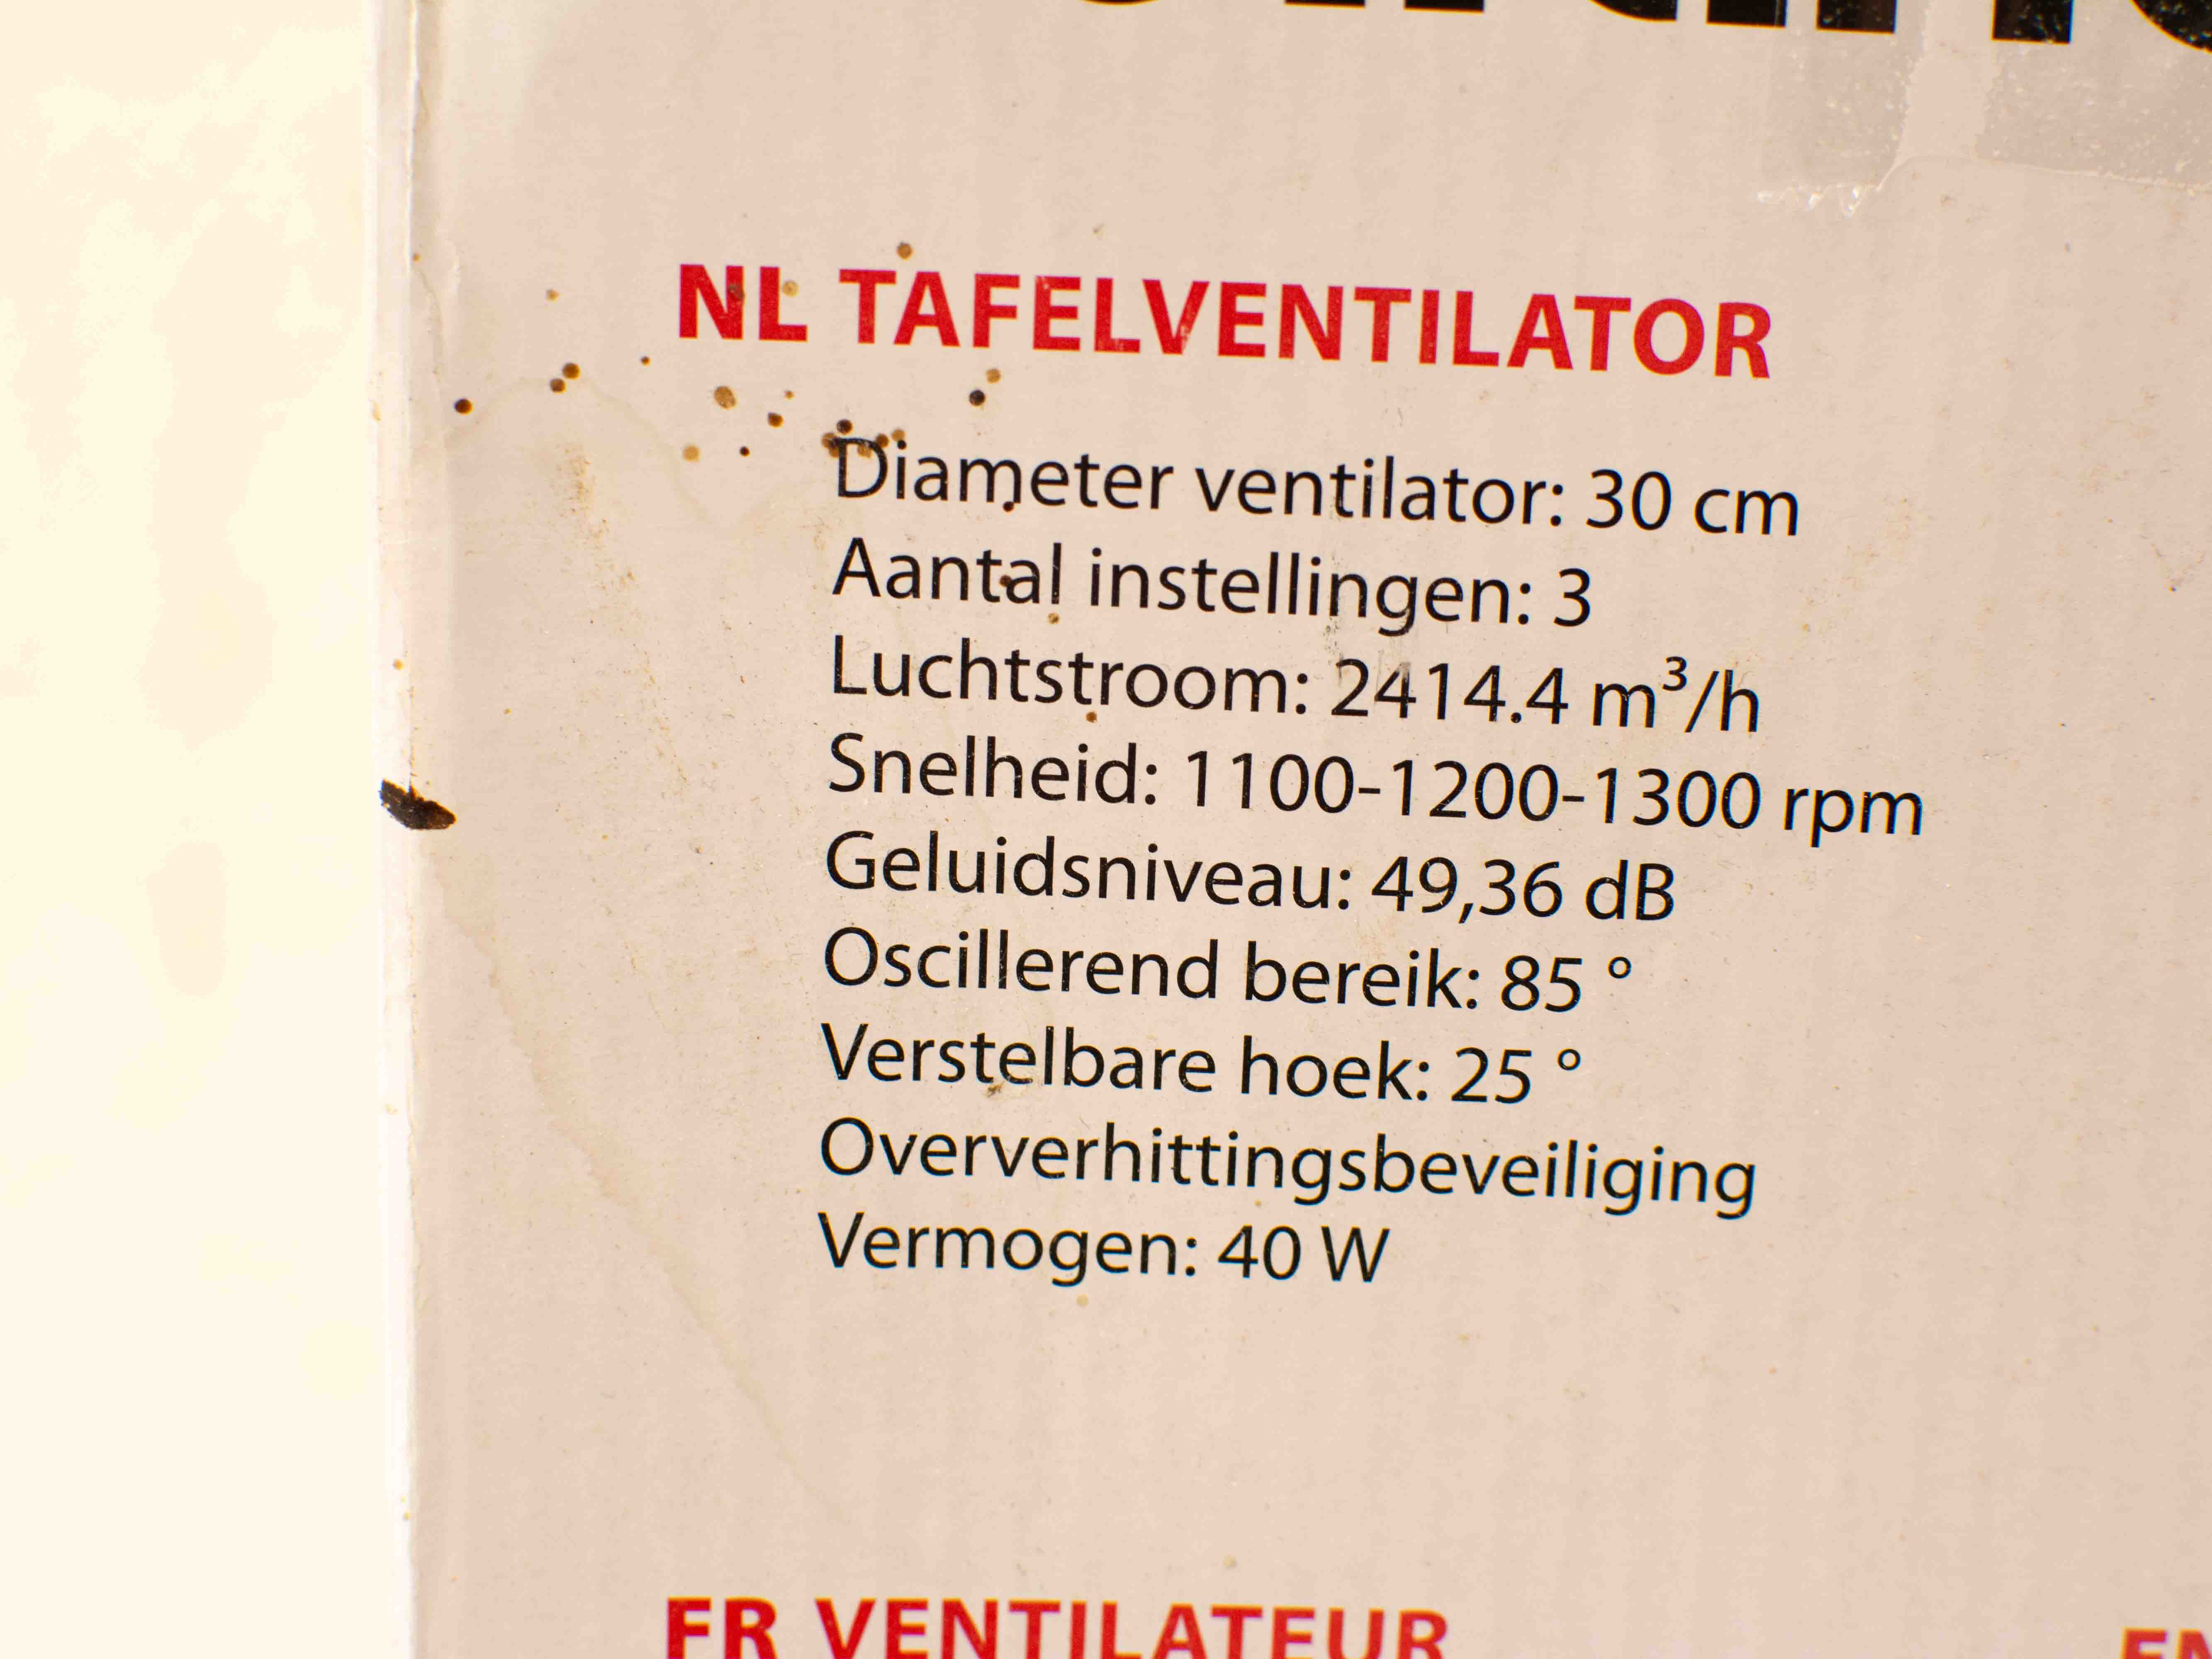 NL TAFELVENTILATOR
Diameter ventilator: 30 cm
Aantal instellingen: 3
Luchtstroom: 2414.4 m³/h
Snelheid: 1100-1200-1300 rpm
Geluidsniveau: 49,36 dB
Oscillerend bereik: 85 °
Verstelbare hoek: 25 °
Oververhittingsbeveiliging
Vermogen: 40 W
FR VENTILATEUR